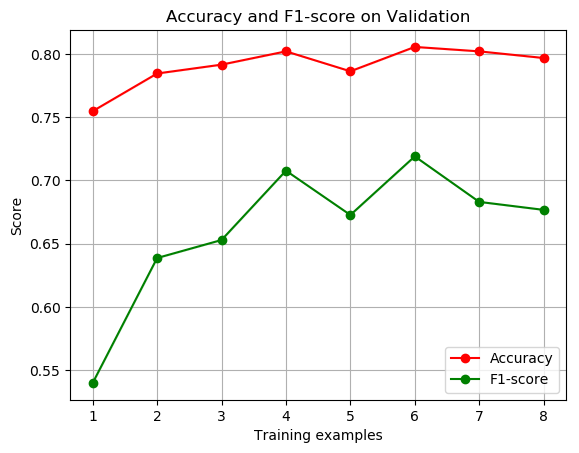 Accuracy and F1-score on Validation
Score
0.80
0.75
0.70
0.65
0.60
0.55
1 2 3 4 5 6 7 8
Training examples
Accuracy
F1-score